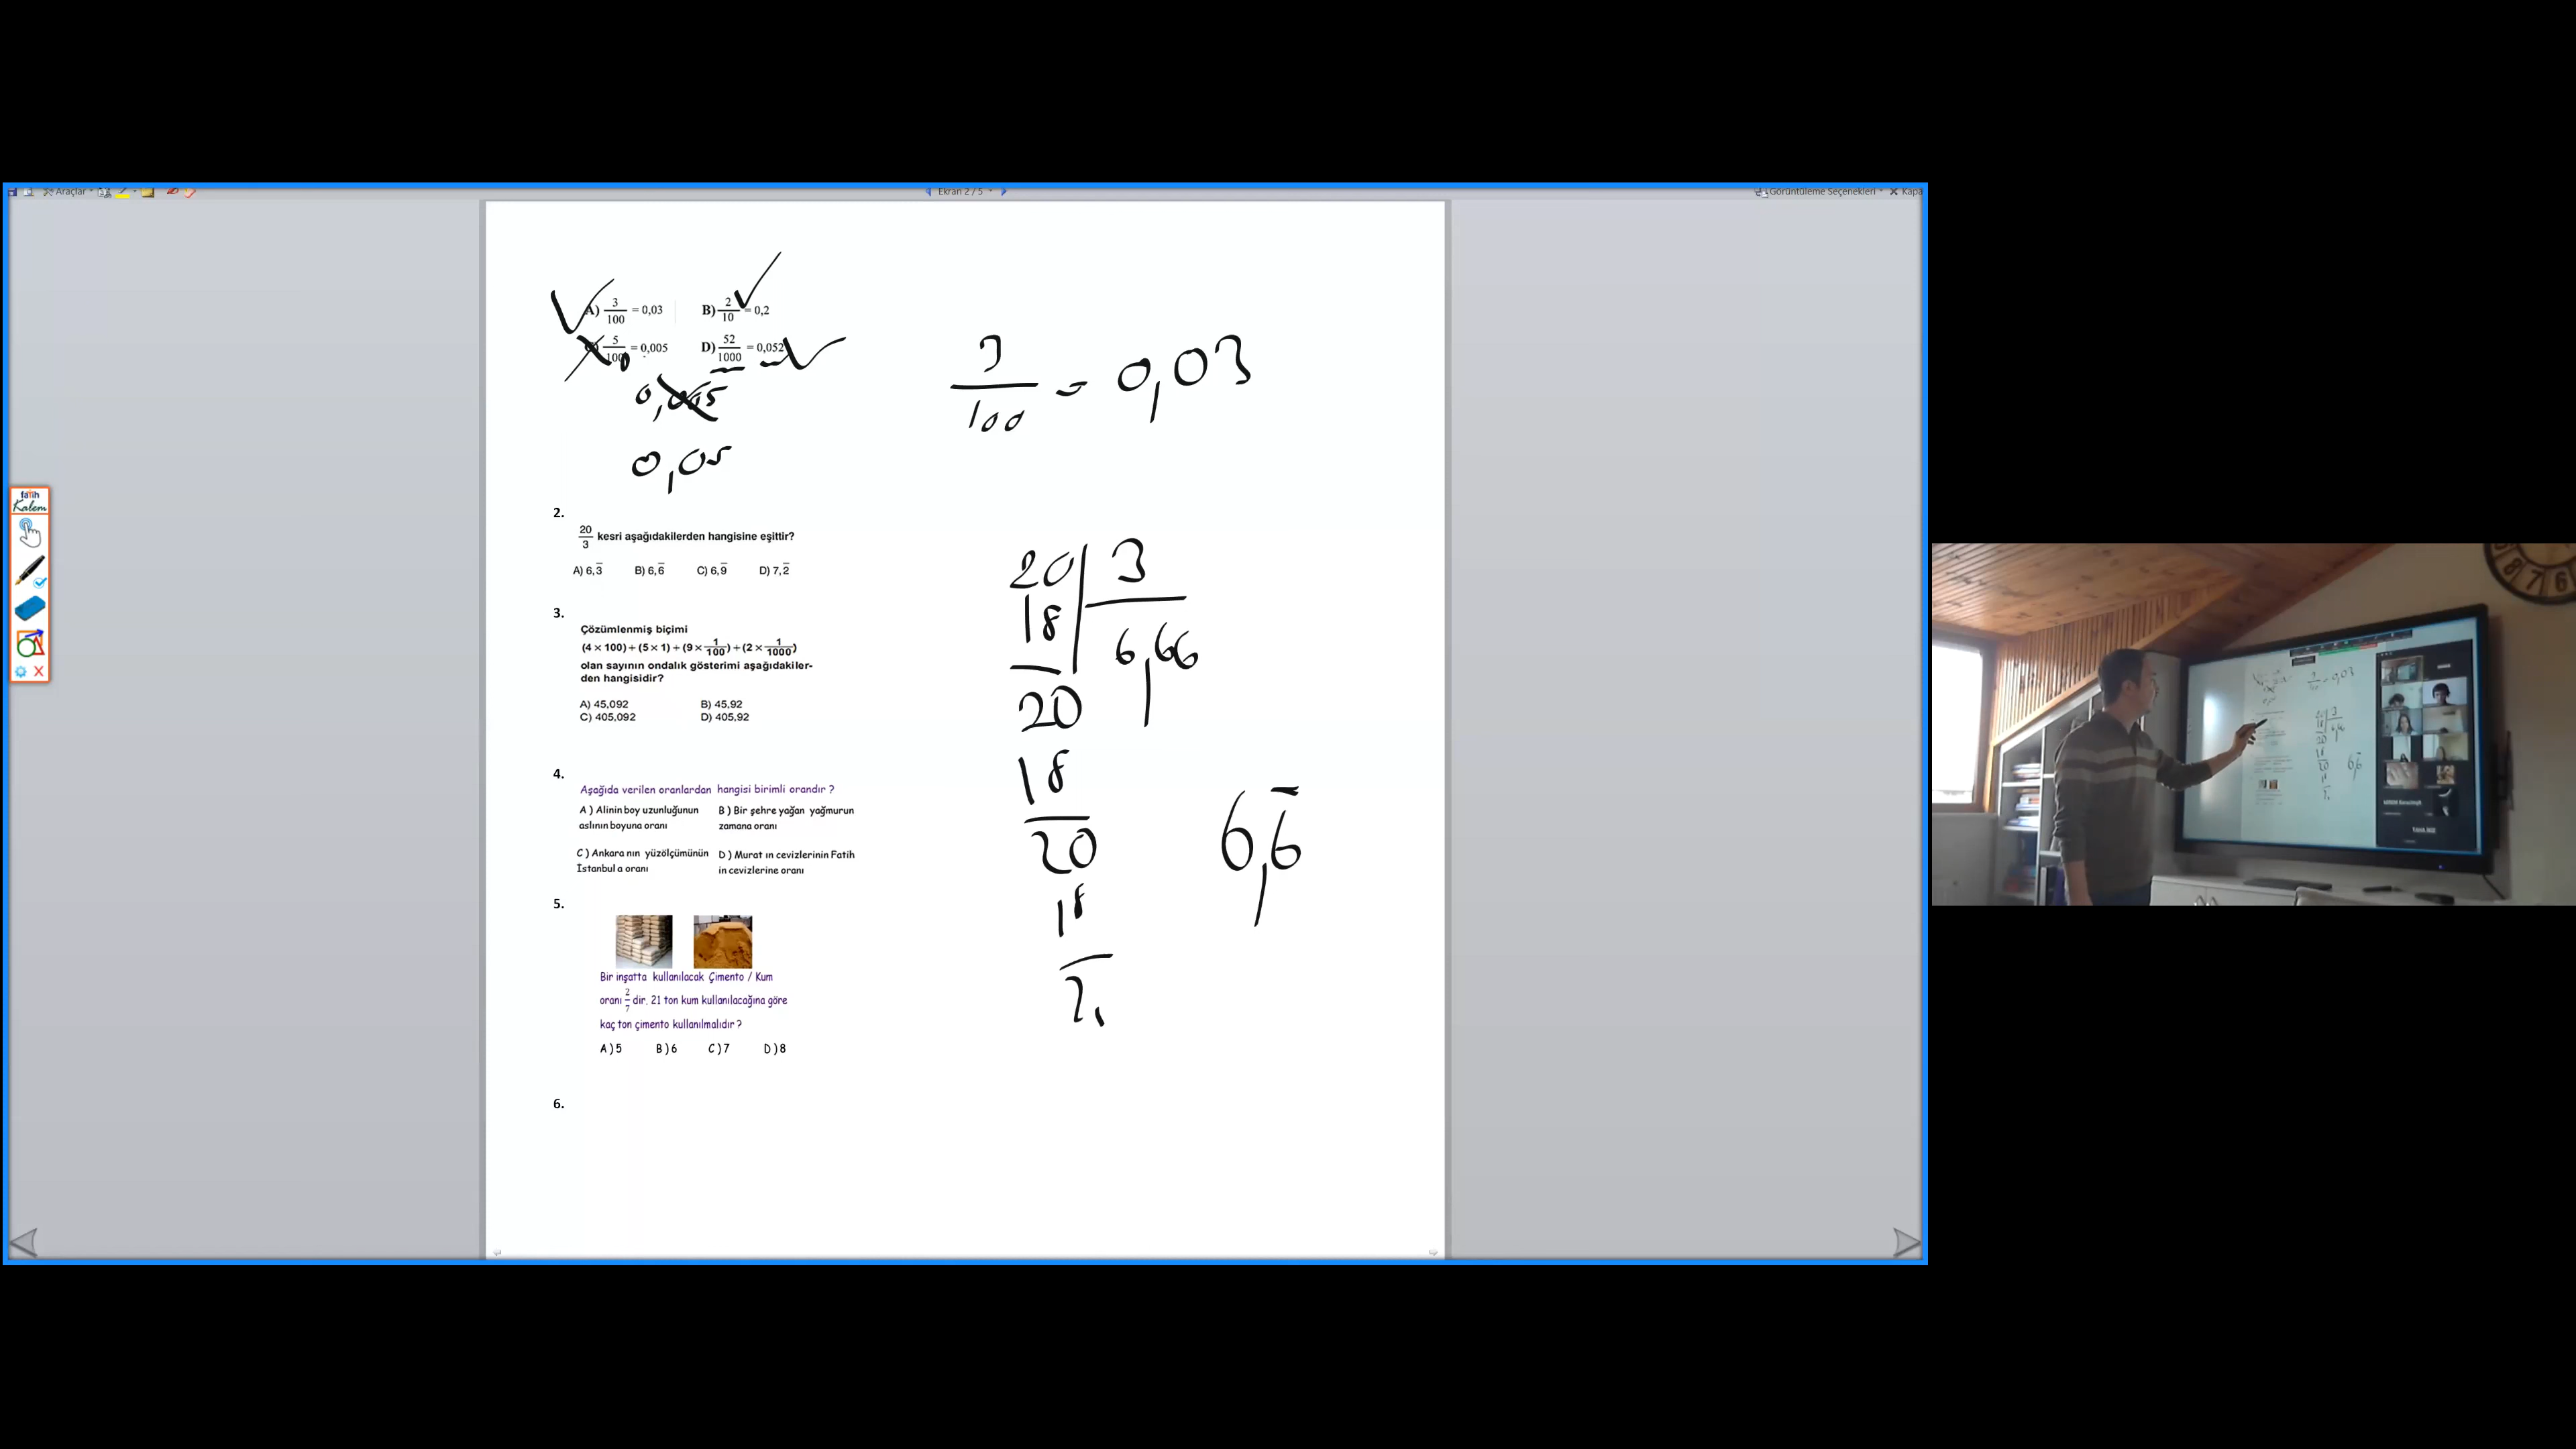 Araçlar
Ekran 2 / 5
Görüntüleme Seçenekleri
Kapa
fatih
Kalem
A) 3/100 = 0,03 B) 2/10 = 0,2
5/100 = 0,005 D) 52/1000 = 0,052
0
0,05
3/100 = 0,03
2.
20/3 kesri aşağıdakilerden hangisine eşittir?
A) 6,3̅ B) 6,6̅ C) 6,9̅ D) 7,2̅
20 3
18 6,66
20
18
20
18
2
6,6̅
3.
Çözümlenmiş biçimi
(4 × 100) + (5 × 1) + (9 × 1/100) + (2 × 1/1000)
olan sayının ondalık gösterimi aşağıdakiler-
den hangisidir?
A) 45,092 B) 45,92
C) 405,092 D) 405,92
4.
Aşağıda verilen oranlardan hangisi birimli orandır ?
A ) Alinin boy uzunluğunun B ) Bir şehre yağan yağmurun
aslının boyuna oranı zamana oranı
C ) Ankara nın yüzölçümünün D ) Murat ın cevizlerinin Fatih
İstanbul a oranı in cevizlerine oranı
5.
Bir inşatta kullanılacak Çimento / Kum
oranı 2/7 dir. 21 ton kum kullanılacağına göre
kaç ton çimento kullanılmalıdır ?
A ) 5 B ) 6 C ) 7 D ) 8
6.
8 7 6